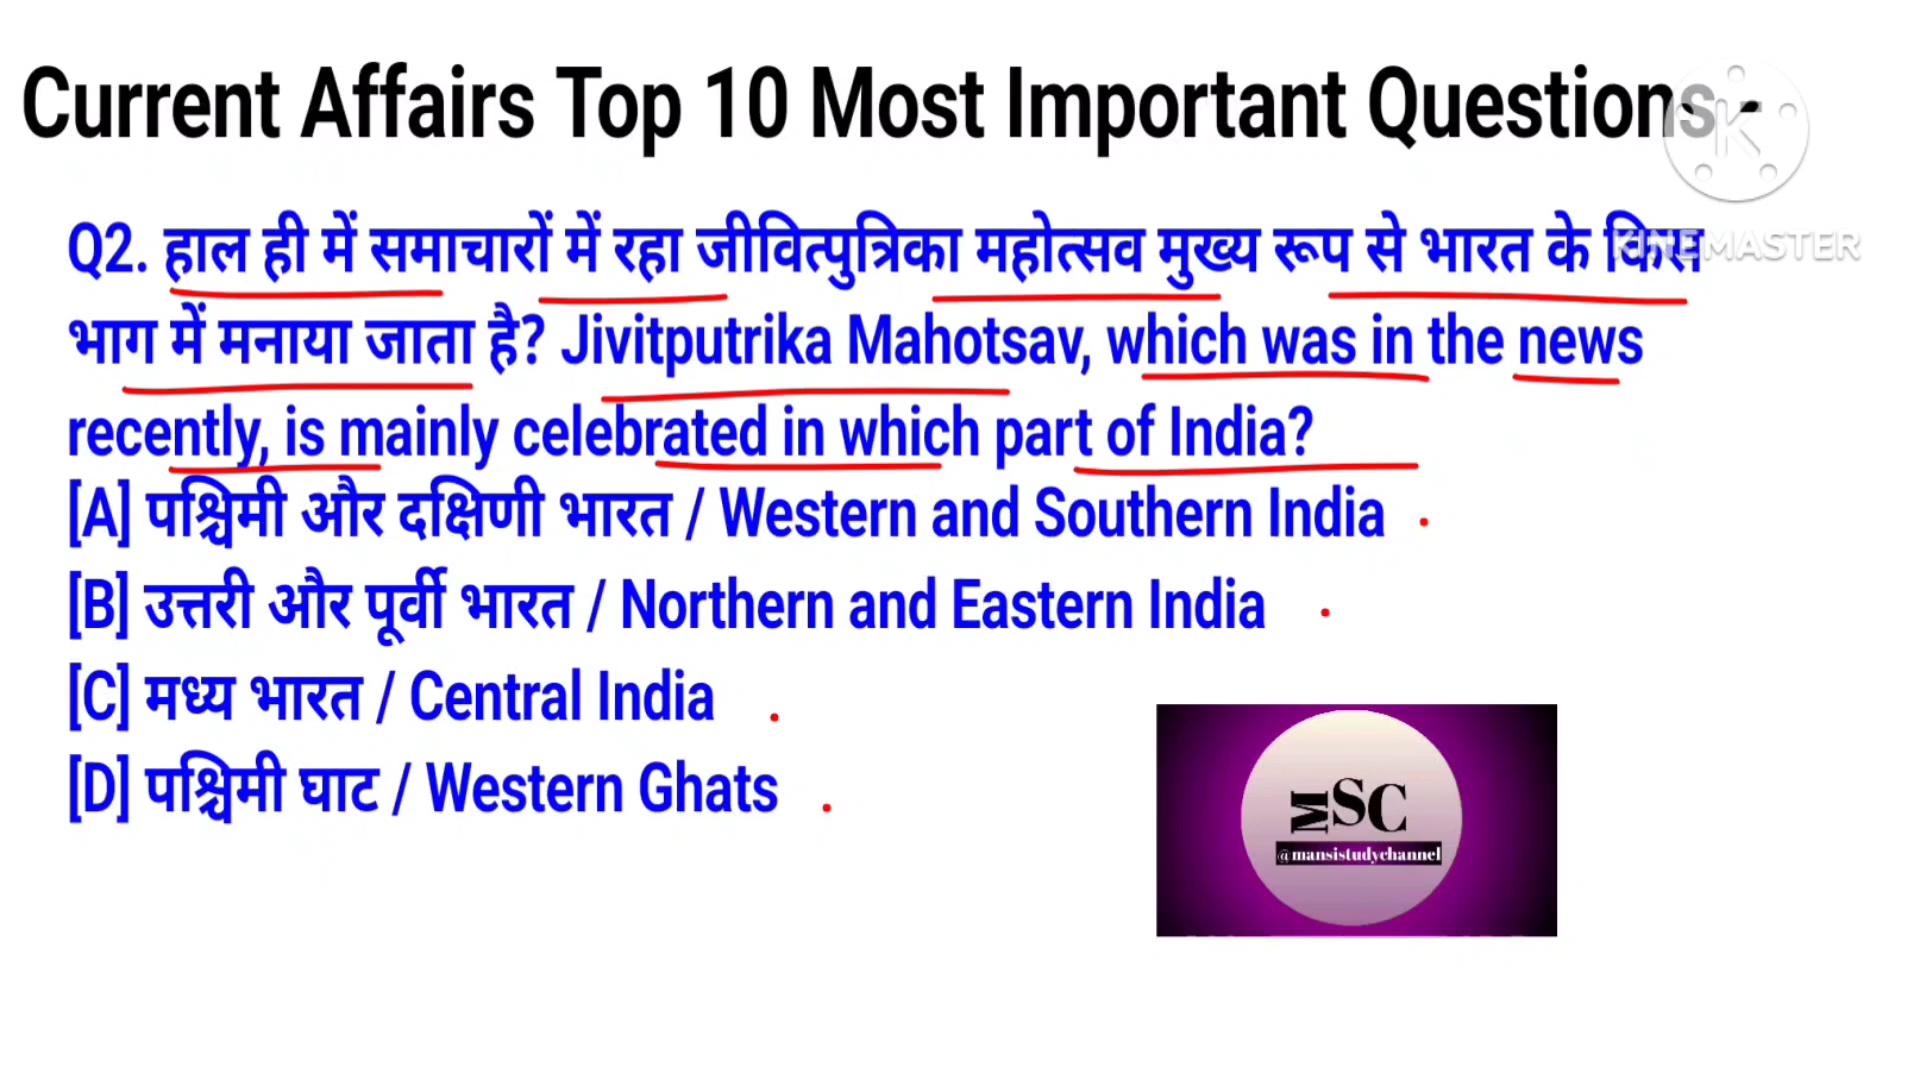 Current Affairs Top 10 Most Important Questions -
K
KINEMASTER
Q2. हाल ही में समाचारों में रहा जीवित्पुत्रिका महोत्सव मुख्य रूप से भारत के किस
भाग में मनाया जाता है? Jivitputrika Mahotsav, which was in the news
recently, is mainly celebrated in which part of India?
[A] पश्चिमी और दक्षिणी भारत / Western and Southern India
[B] उत्तरी और पूर्वी भारत / Northern and Eastern India
[C] मध्य भारत / Central India
[D] पश्चिमी घाट / Western Ghats
MSC
@mansistudychannel